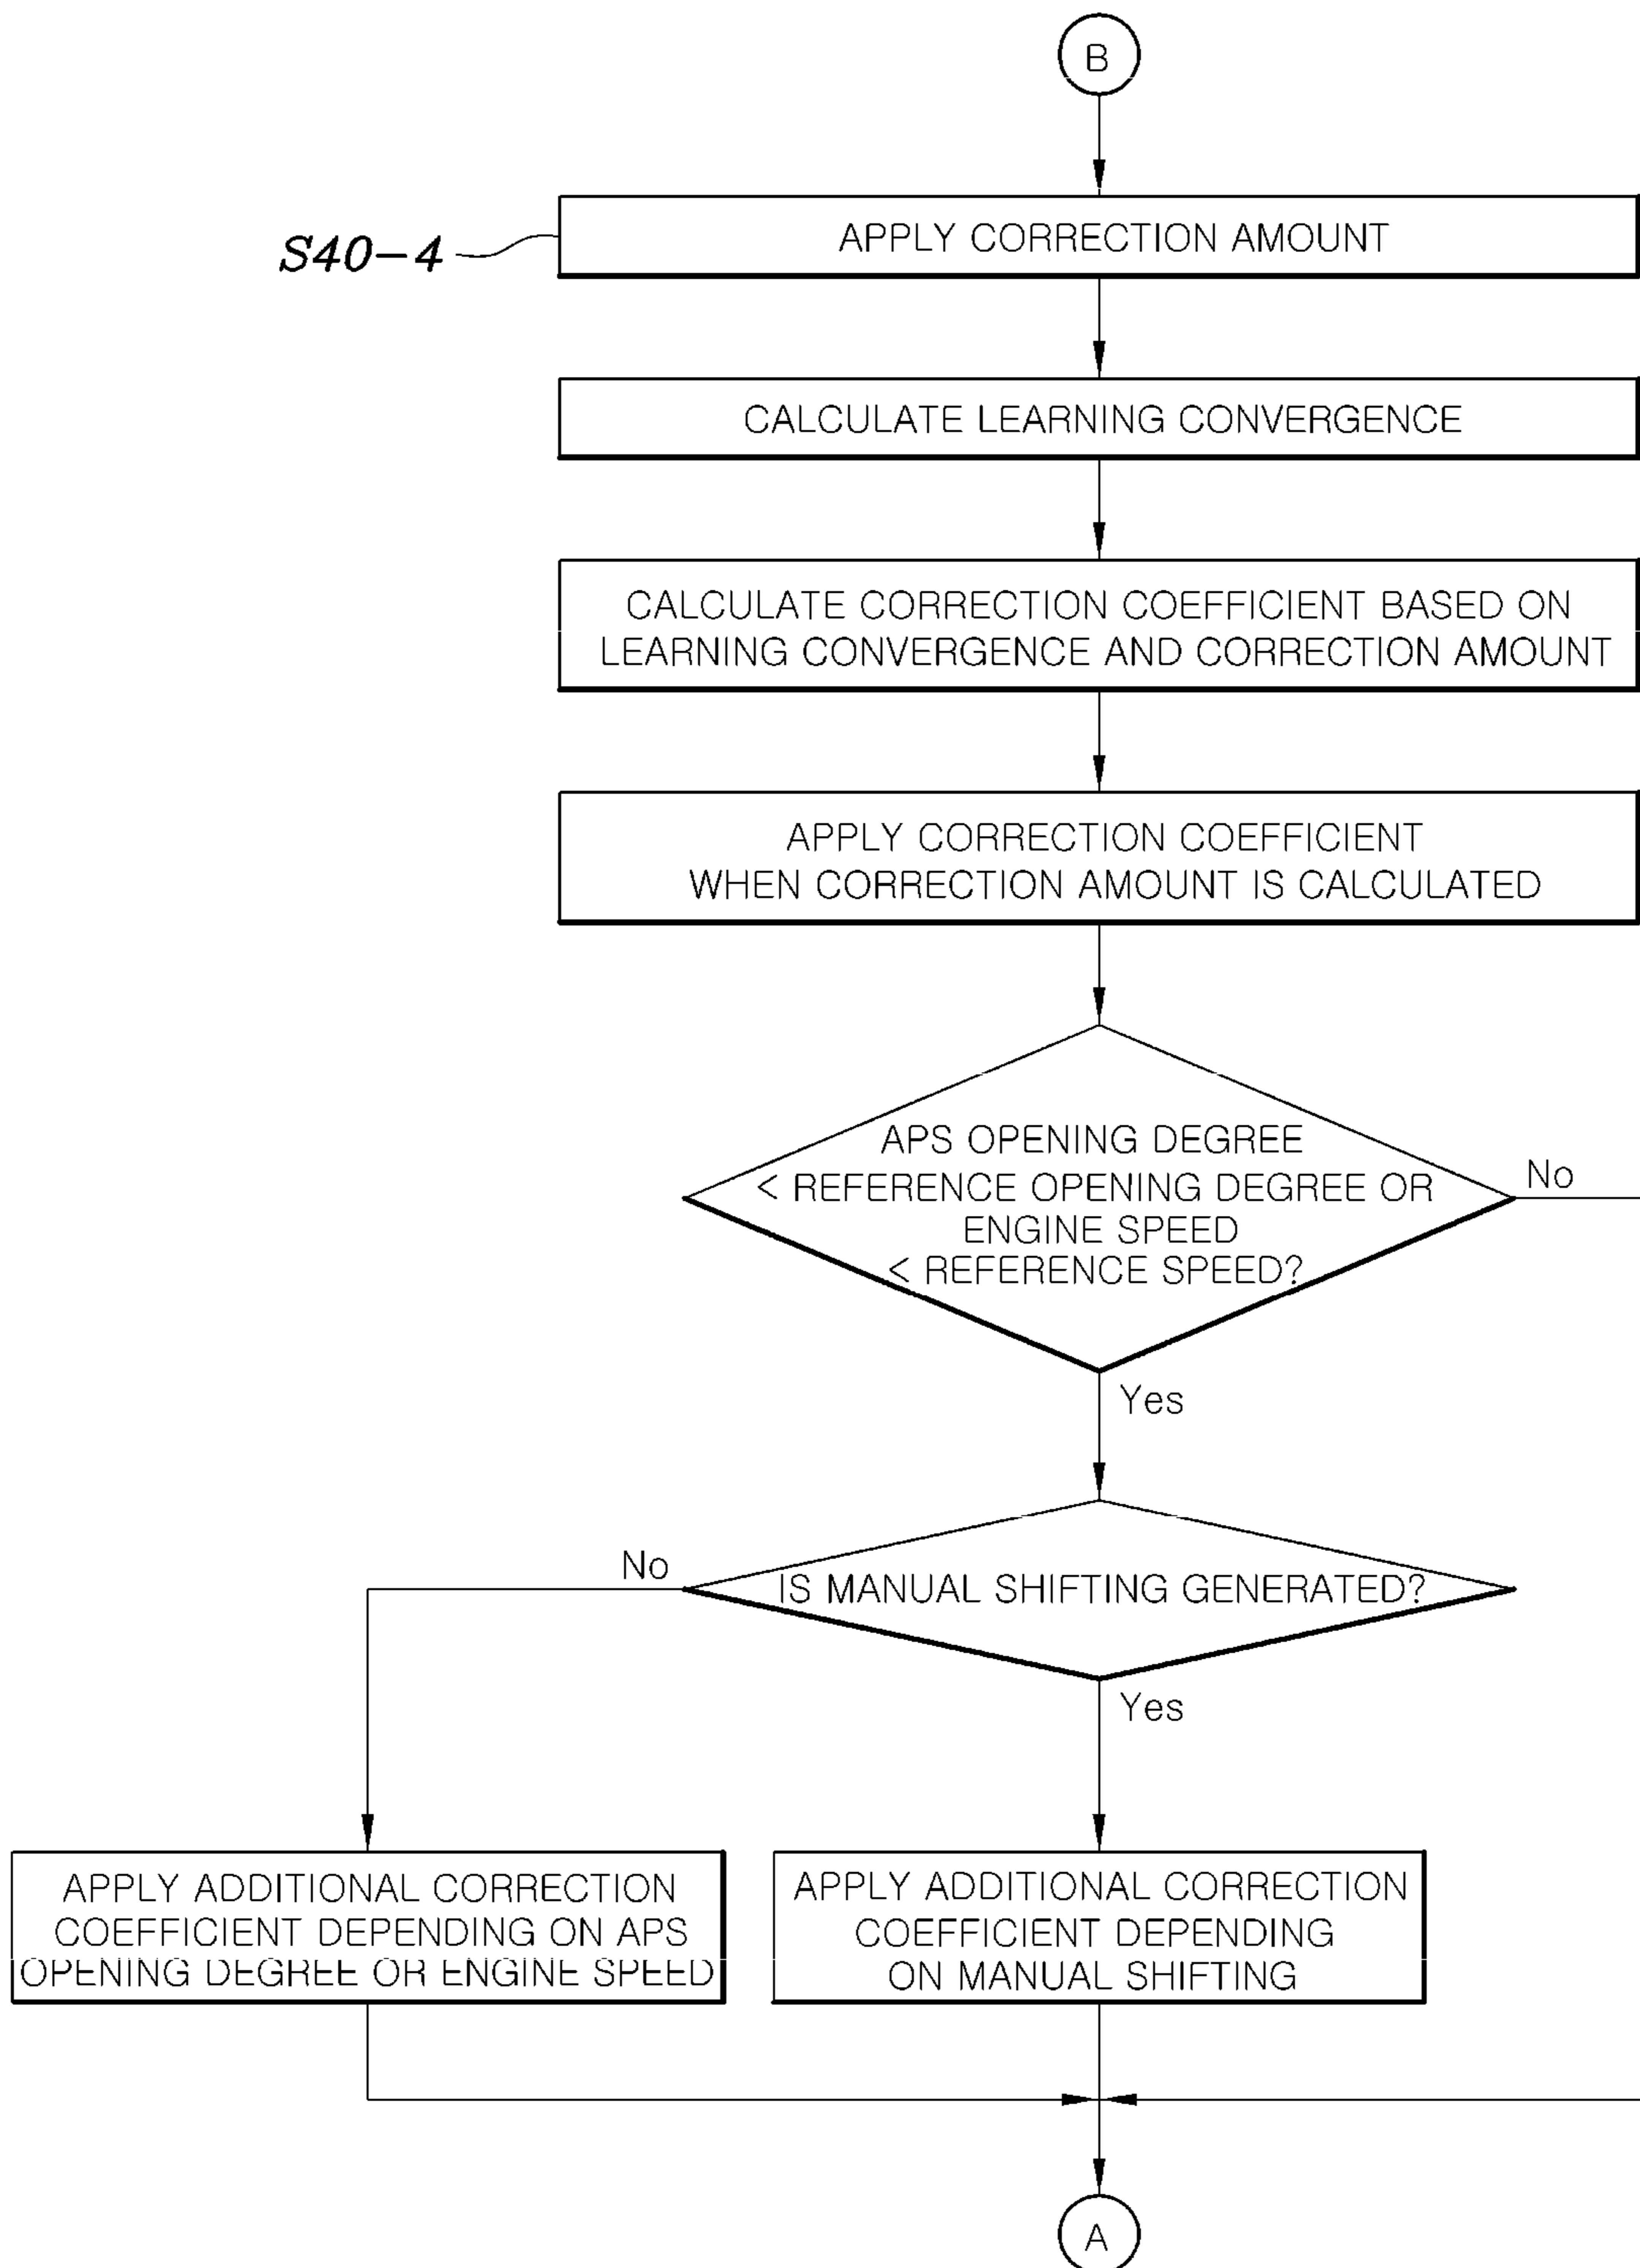 B
S40-4
APPLY CORRECTION AMOUNT
CALCULATE LEARNING CONVERGENCE
CALCULATE CORRECTION COEFFICIENT BASED ON
LEARNING CONVERGENCE AND CORRECTION AMOUNT
APPLY CORRECTION COEFFICIENT
WHEN CORRECTION AMOUNT IS CALCULATED
APS OPENING DEGREE
< REFERENCE OPENING DEGREE OR
ENGINE SPEED
< REFERENCE SPEED?
No
Yes
No
IS MANUAL SHIFTING GENERATED?
Yes
APPLY ADDITIONAL CORRECTION
COEFFICIENT DEPENDING ON APS
OPENING DEGREE OR ENGINE SPEED
APPLY ADDITIONAL CORRECTION
COEFFICIENT DEPENDING
ON MANUAL SHIFTING
A